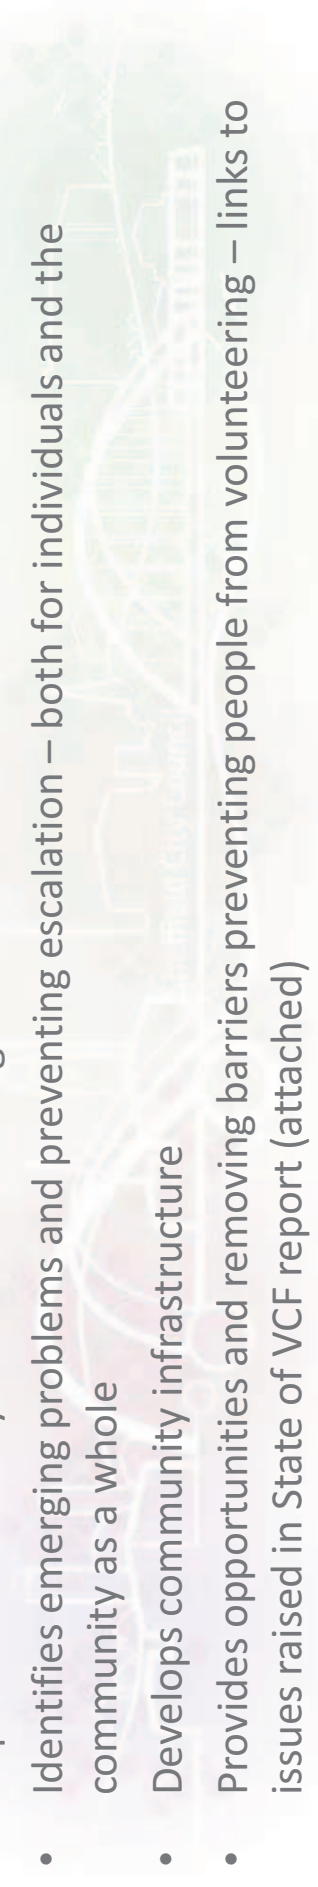 • Identifies emerging problems and preventing escalation – both for individuals and the
community as a whole
• Develops community infrastructure
• Provides opportunities and removing barriers preventing people from volunteering – links to
issues raised in State of VCF report (attached)